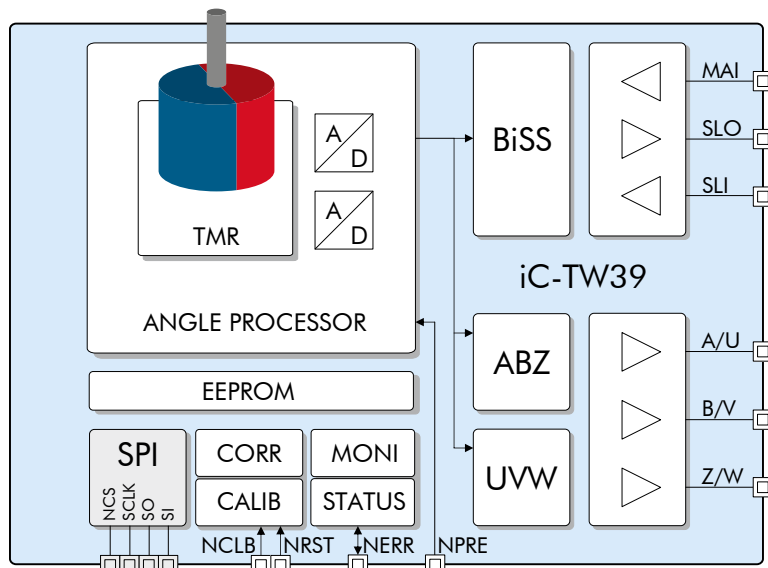 A
D
A
D
TMR
ANGLE PROCESSOR
BiSS
MAI
SLO
SLI
iC-TW39
ABZ
A/U
B/V
Z/W
UVW
EEPROM
SPI
NCS
SCLK
SO
SI
CORR
CALIB
MONI
STATUS
NCLB
NRST
NERR
NPRE